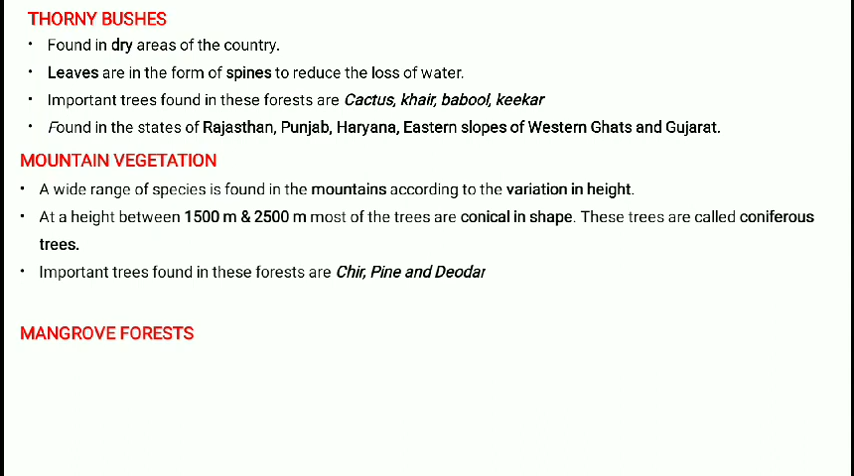 THORNY BUSHES
• Found in dry areas of the country.
• Leaves are in the form of spines to reduce the loss of water.
• Important trees found in these forests are Cactus, khair, babool, keekar
• Found in the states of Rajasthan, Punjab, Haryana, Eastern slopes of Western Ghats and Gujarat.
MOUNTAIN VEGETATION
• A wide range of species is found in the mountains according to the variation in height.
• At a height between 1500 m & 2500 m most of the trees are conical in shape. These trees are called coniferous
trees.
• Important trees found in these forests are Chir, Pine and Deodar
MANGROVE FORESTS